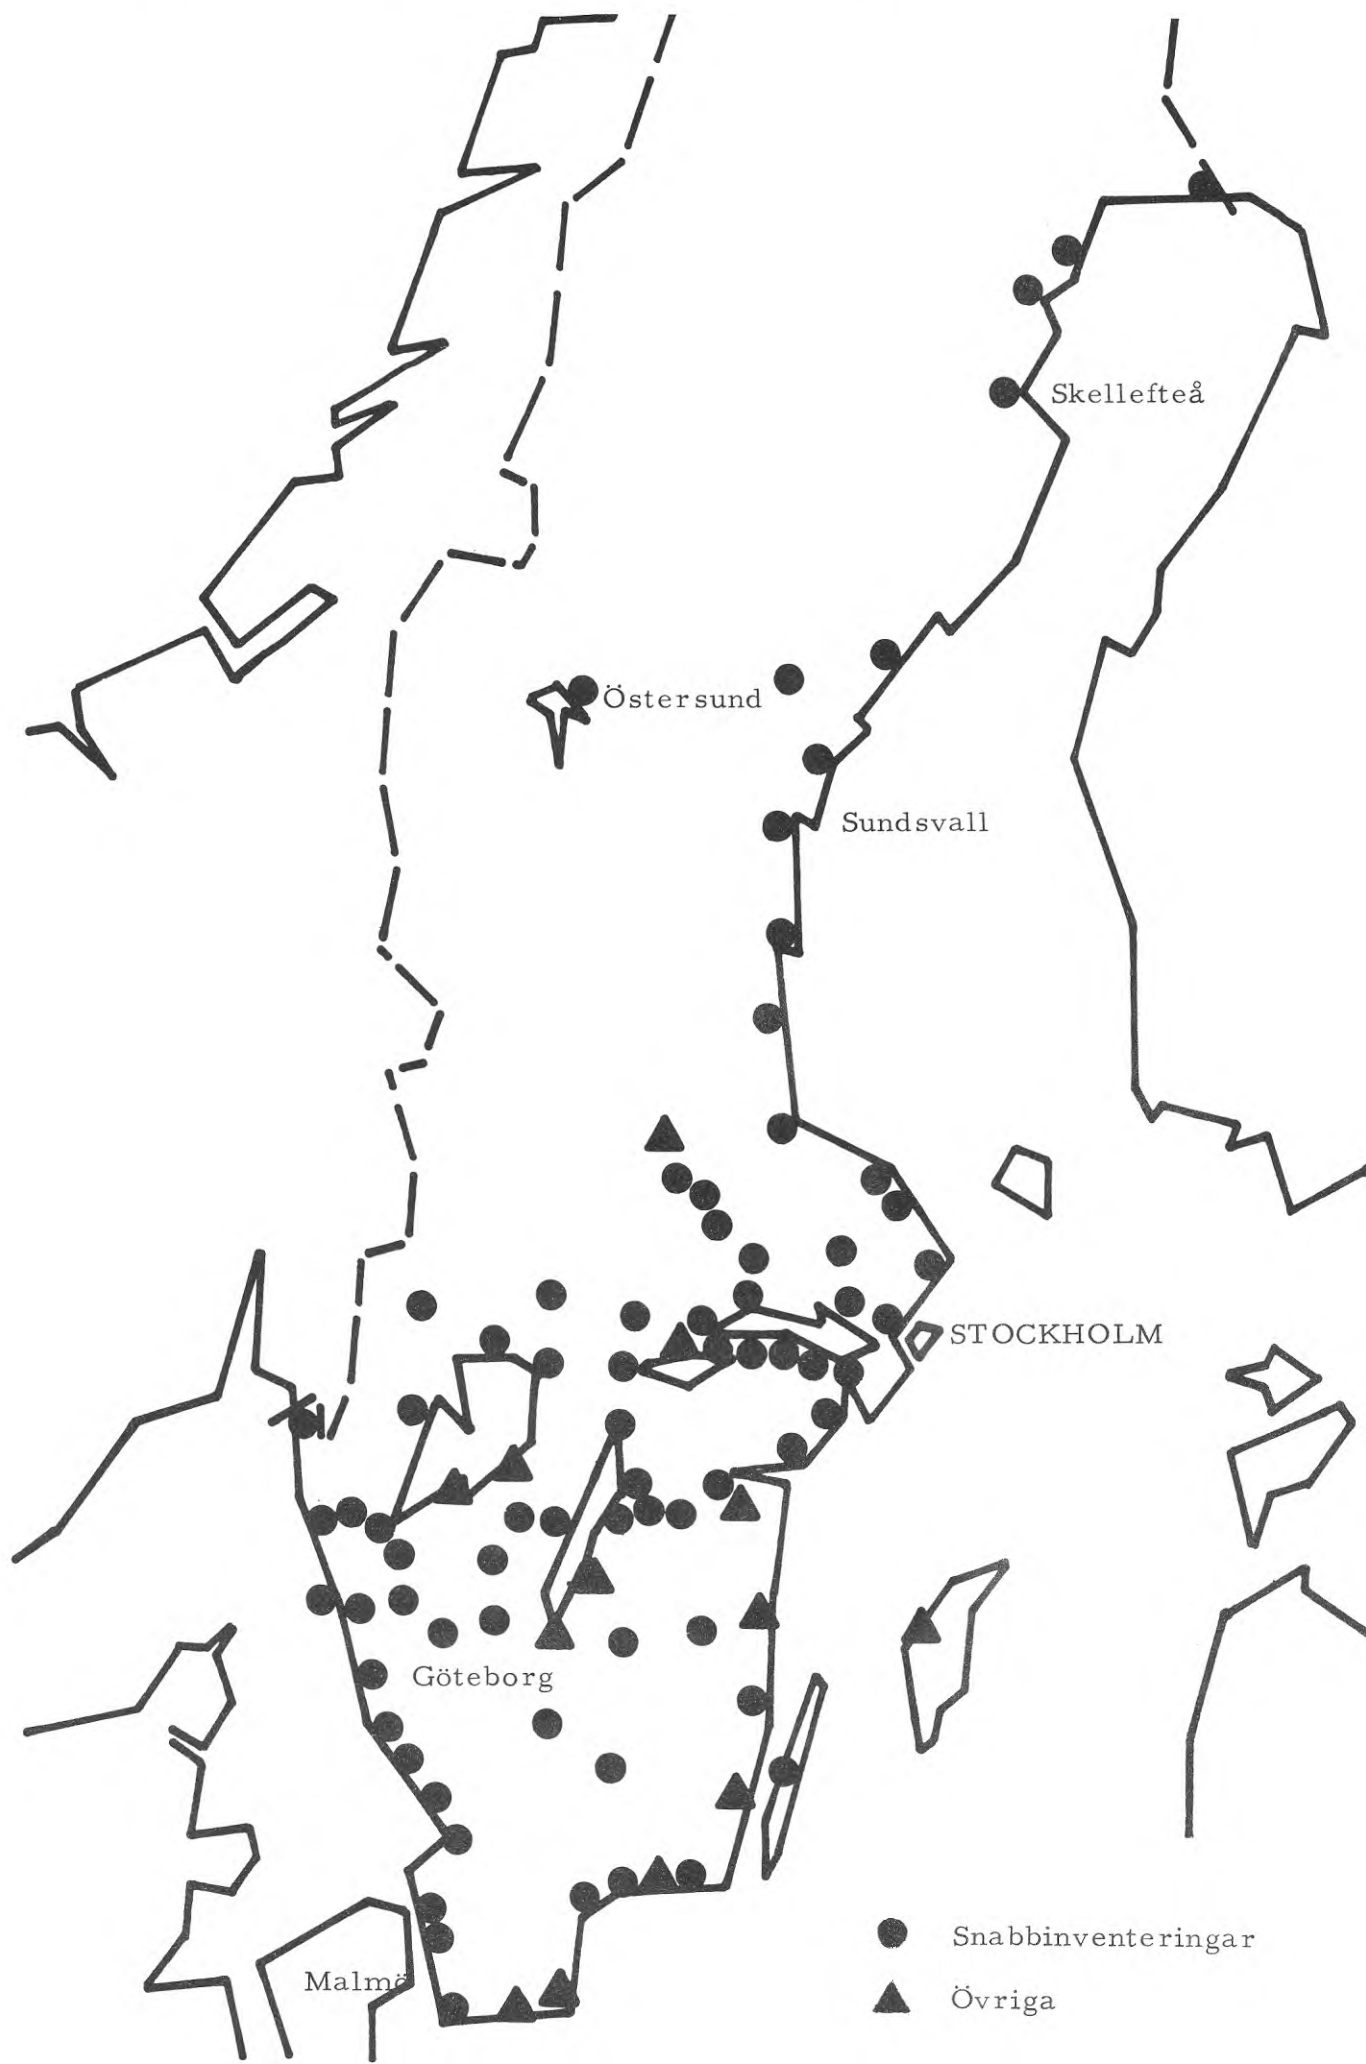 Skellefteå
Östersund
Sundsvall
STOCKHOLM
Göteborg
Snabbinventeringar
Malmö
Övriga